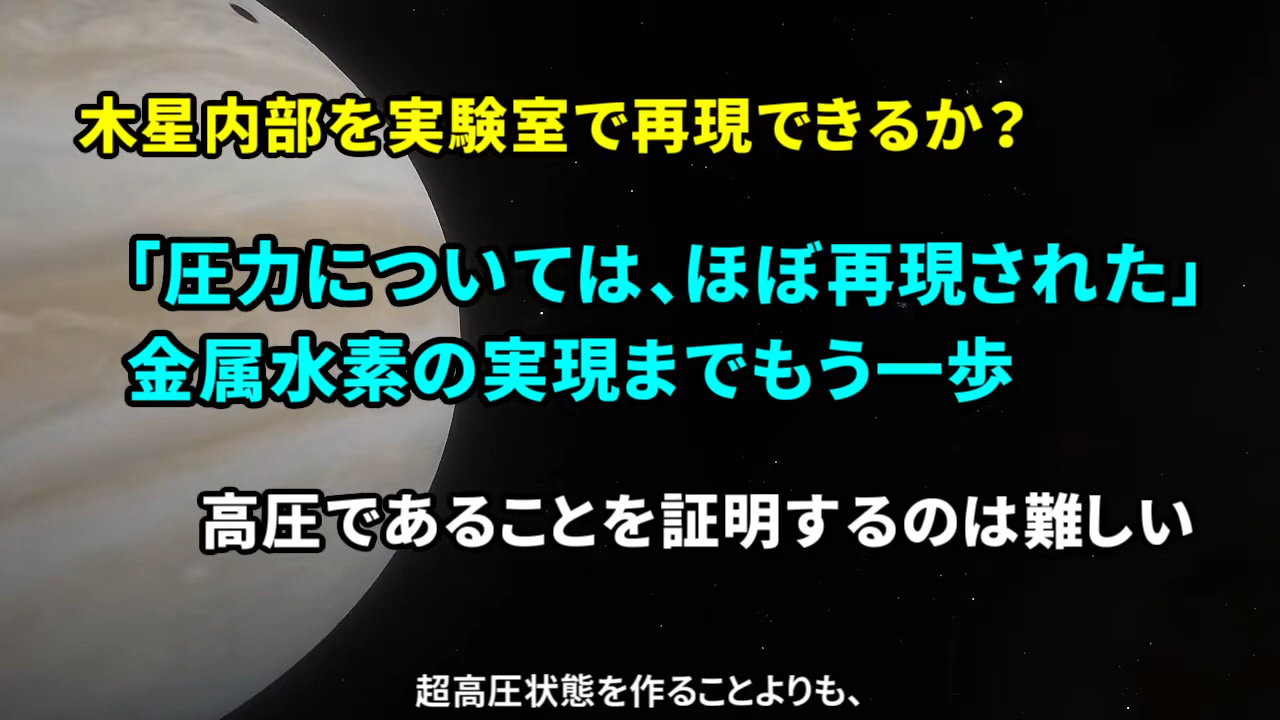 木星内部を実験室で再現できるか?
「圧力については、ほぼ再現された」
金属水素の実現までもう一歩
高圧であることを証明するのは難しい
超高圧状態を作ることよりも、